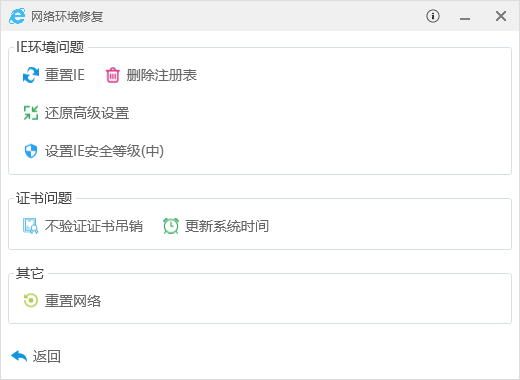 网络环境修复
IE环境问题
重置IE 删除注册表
还原高级设置
设置IE安全等级(中)
证书问题
不验证证书吊销 更新系统时间
其它
重置网络
返回